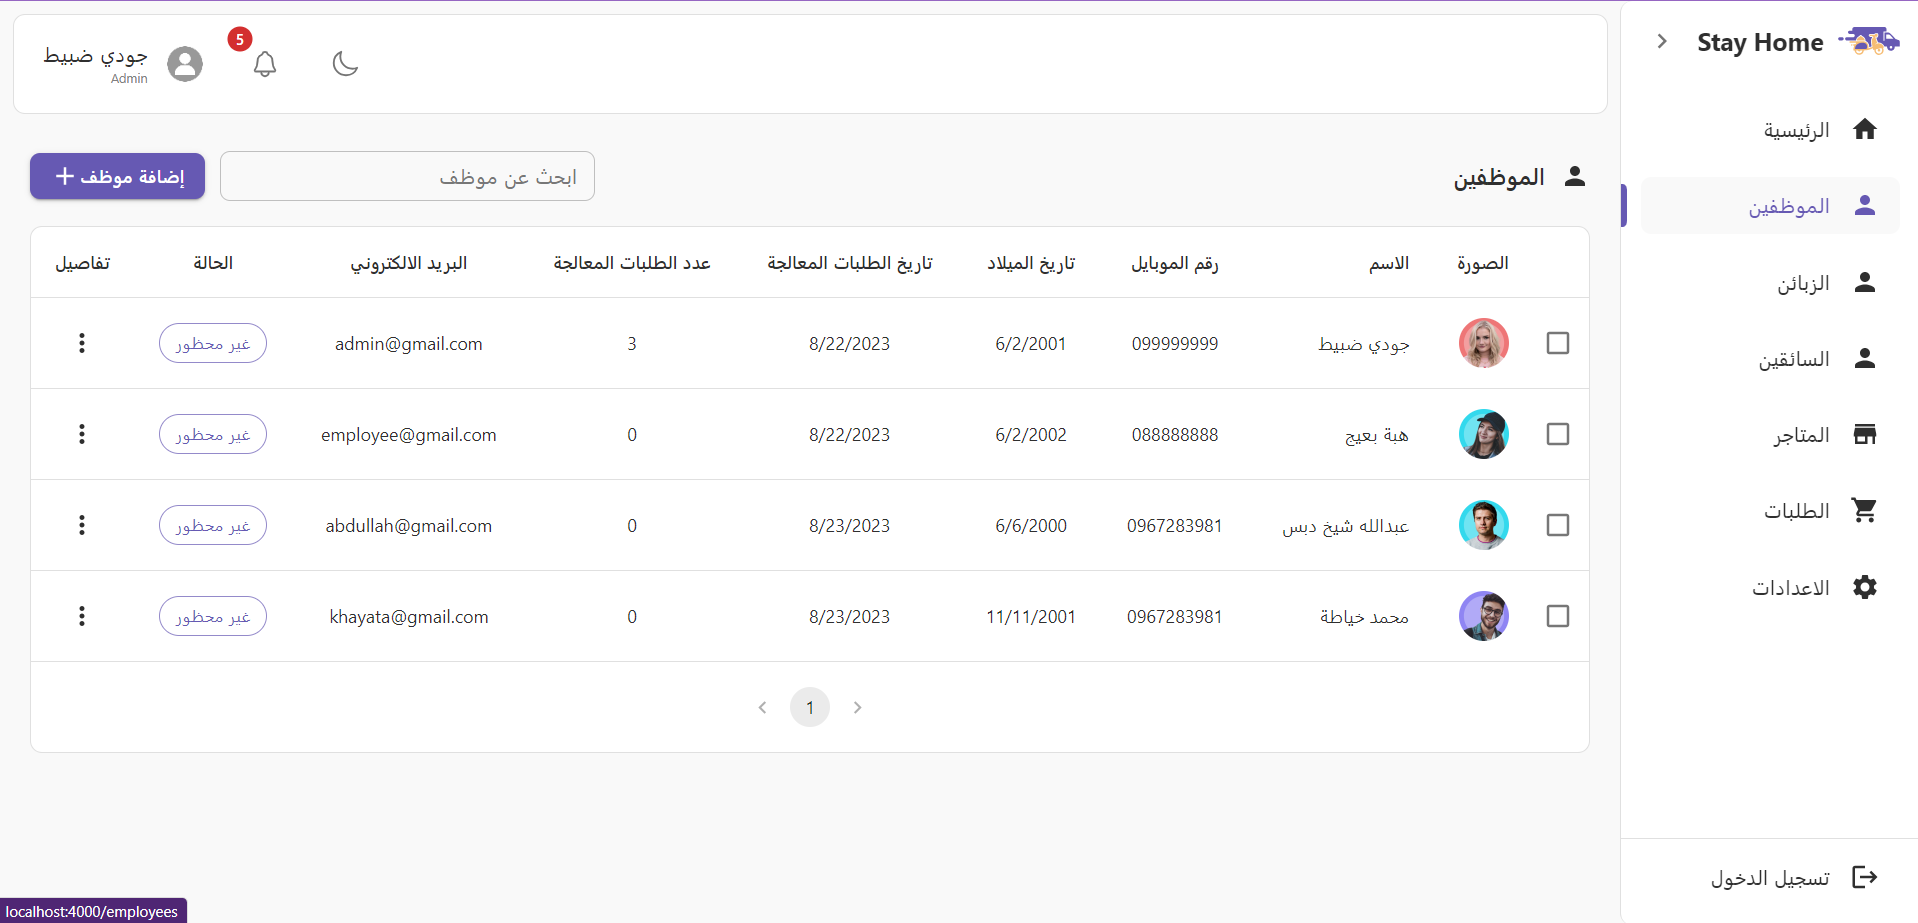 Stay Home
الرئيسية
الموظفين
الزبائن
السائقين
المتاجر
الطلبات
الاعدادات
تسجيل الدخول
5
جودي ضبيط
Admin
الموظفين
ابحث عن موظف
إضافة موظف +
الصورة الاسم رقم الموبايل تاريخ الميلاد تاريخ الطلبات المعالجة عدد الطلبات المعالجة البريد الالكتروني الحالة تفاصيل
جودي ضبيط 099999999 6/2/2001 8/22/2023 3 admin@gmail.com غير محظور
هبة بعيج 088888888 6/2/2002 8/22/2023 0 employee@gmail.com غير محظور
عبدالله شيخ دبس 0967283981 6/6/2000 8/23/2023 0 abdullah@gmail.com غير محظور
محمد خياطة 0967283981 11/11/2001 8/23/2023 0 khayata@gmail.com غير محظور
1
localhost:4000/employees